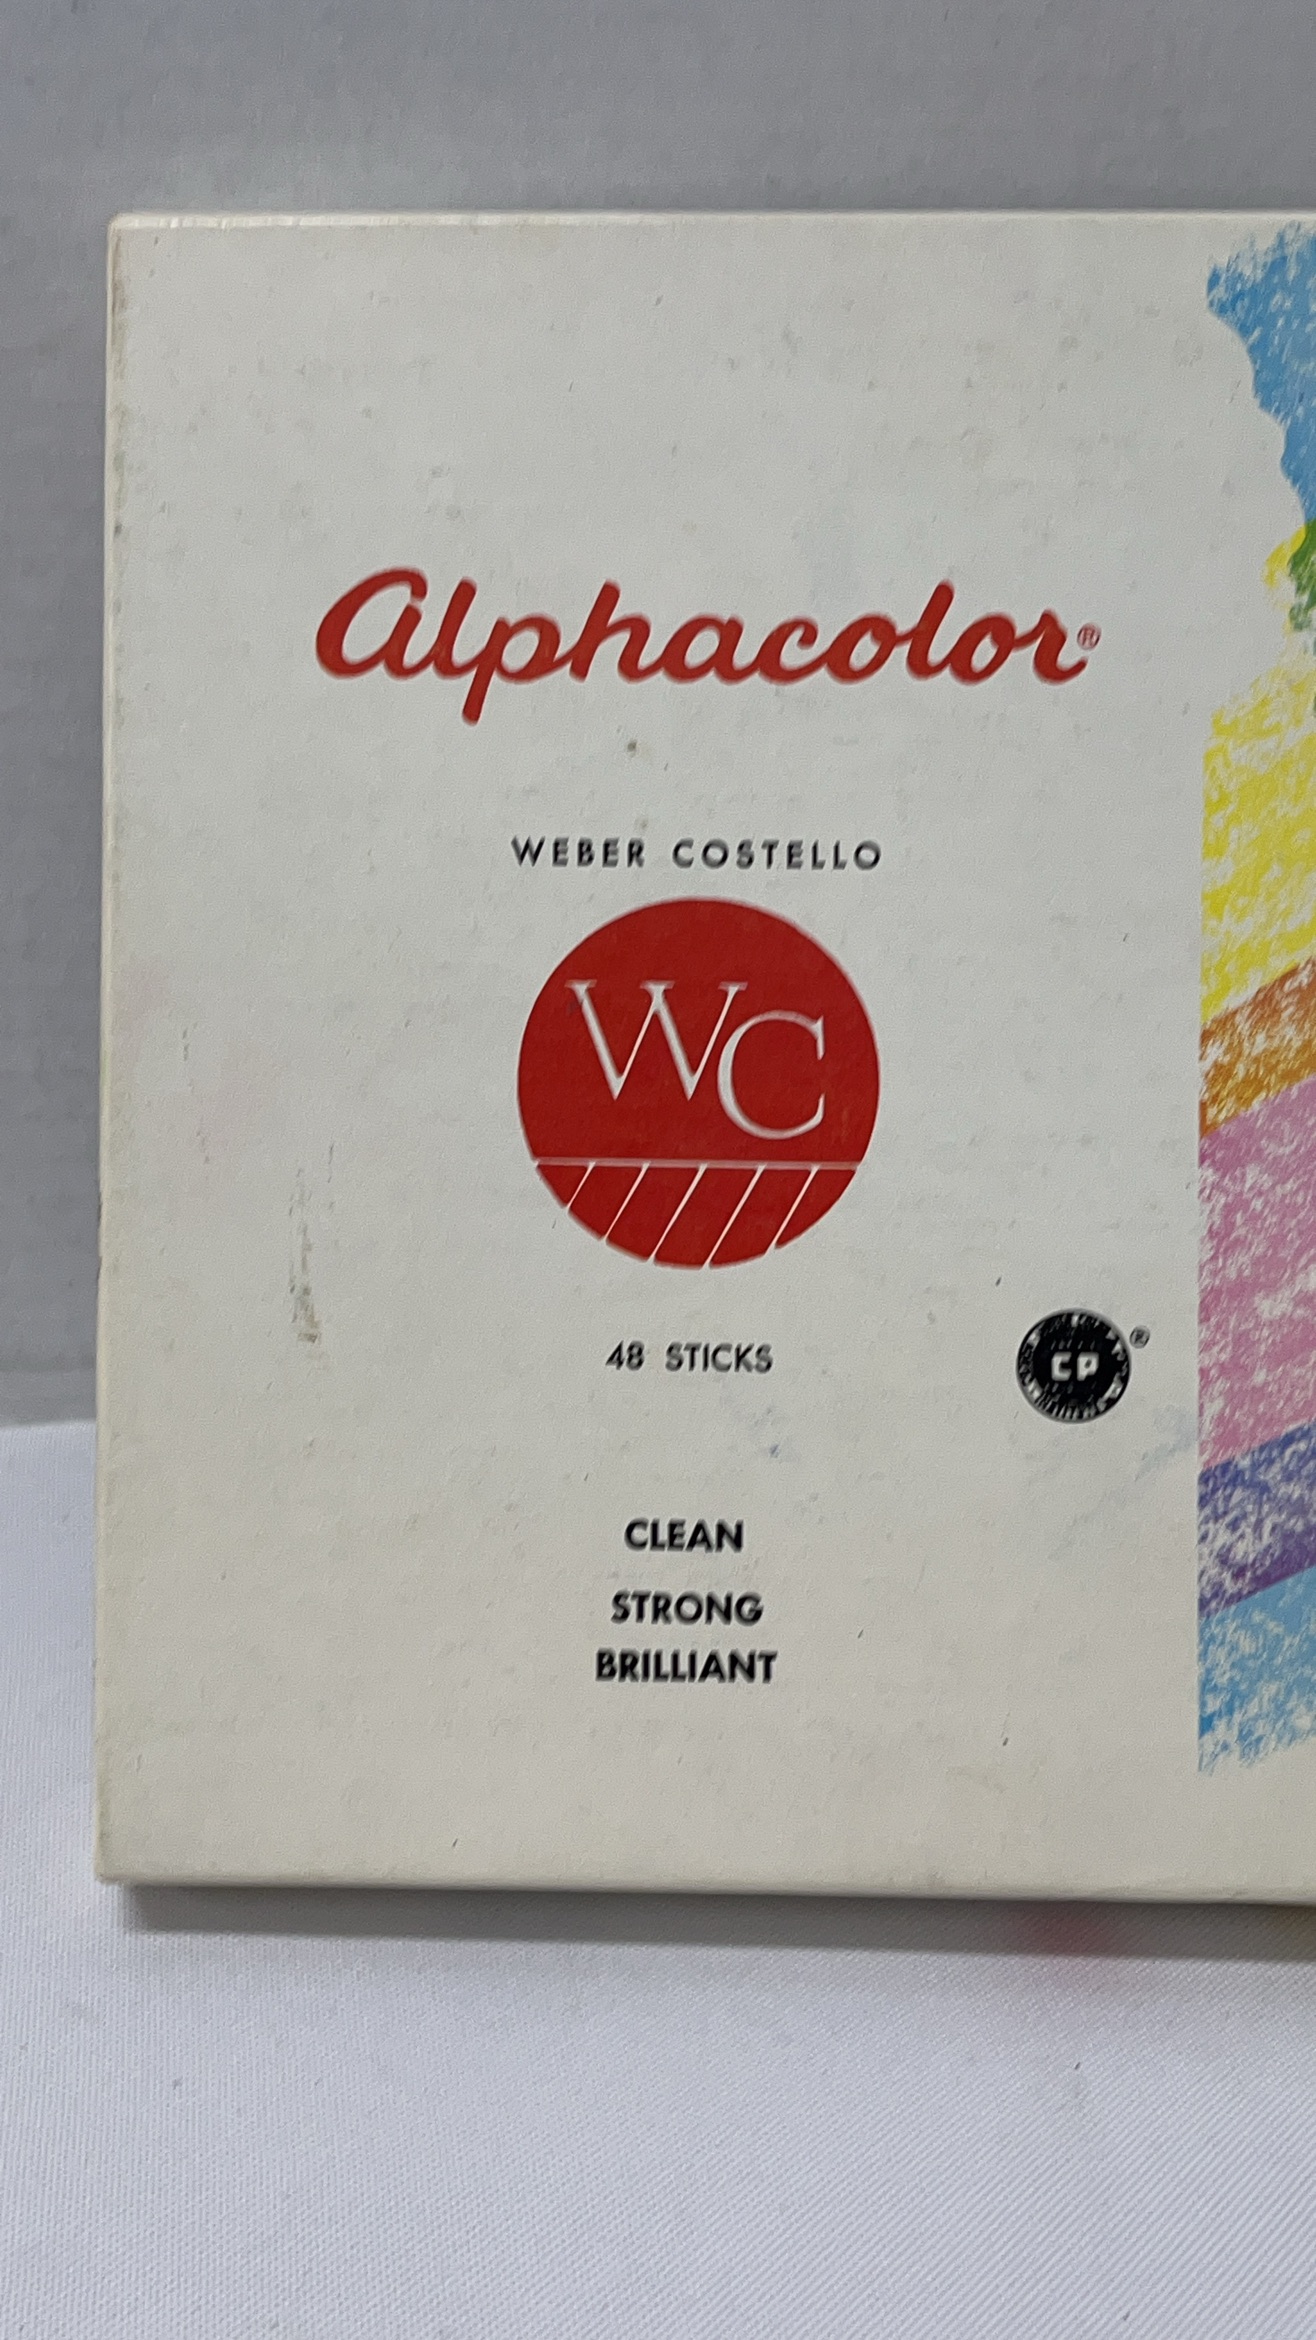 Alphacolor®
WEBER COSTELLO
WC
48 STICKS
CP ®
CLEAN
STRONG
BRILLIANT